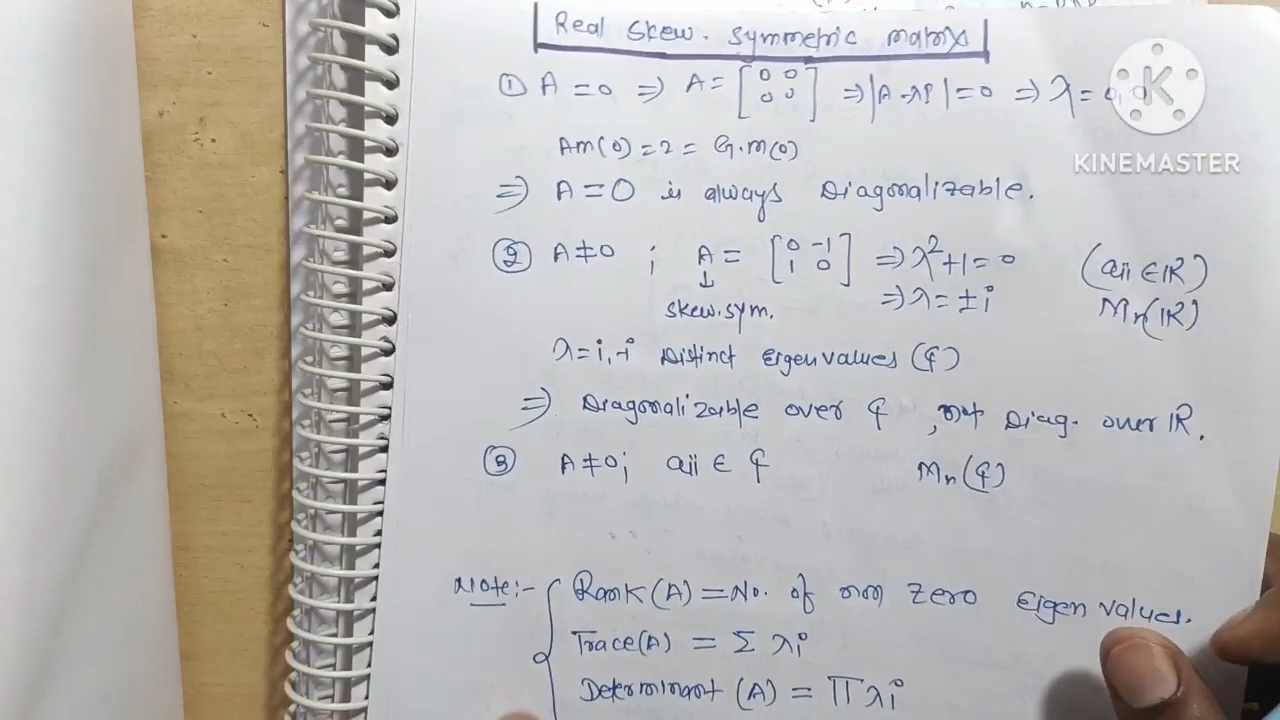 Real Skew. Symmetric matrix
① A = 0 ⇒ A = [0 0; 0 0] ⇒ |A - λI| = 0 ⇒ λ = 0, 0
KINEMASTER
Am(0) = 2 = G.m(0)
⇒ A = 0 is always Diagonalizable.
② A ≠ 0 ; A = [0 -1; 1 0] ⇒ λ² + 1 = 0 (aij ∈ ℝ)
↓
Skew.sym. ⇒ λ = ± i Mn(ℝ)
λ = i, -i Distinct Eigenvalues (ℂ)
⇒ Diagonalizable over ℂ, not Diag. over ℝ.
③ A ≠ 0; aij ∈ ℂ Mn(ℂ)
Note:- Rank(A) = No. of non zero Eigen values.
Trace(A) = Σ λi
Determinant (A) = Π λi